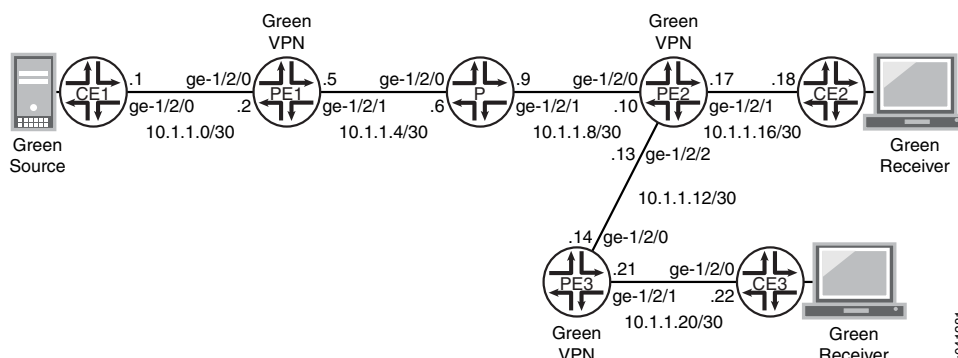 Green
VPN
Green
VPN
.1
ge-1/2/0
.5
ge-1/2/0
.9
ge-1/2/0
.17
.18
CE1
PE1
P
PE2
CE2
ge-1/2/0
.2
ge-1/2/1
.6
ge-1/2/1
.10
ge-1/2/1
10.1.1.0/30
10.1.1.4/30
10.1.1.8/30
10.1.1.16/30
Green
Source
Green
Receiver
.13
ge-1/2/2
10.1.1.12/30
.14
ge-1/2/0
.21
ge-1/2/0
PE3
CE3
ge-1/2/1
.22
10.1.1.20/30
Green
VPN
Green
Receiver